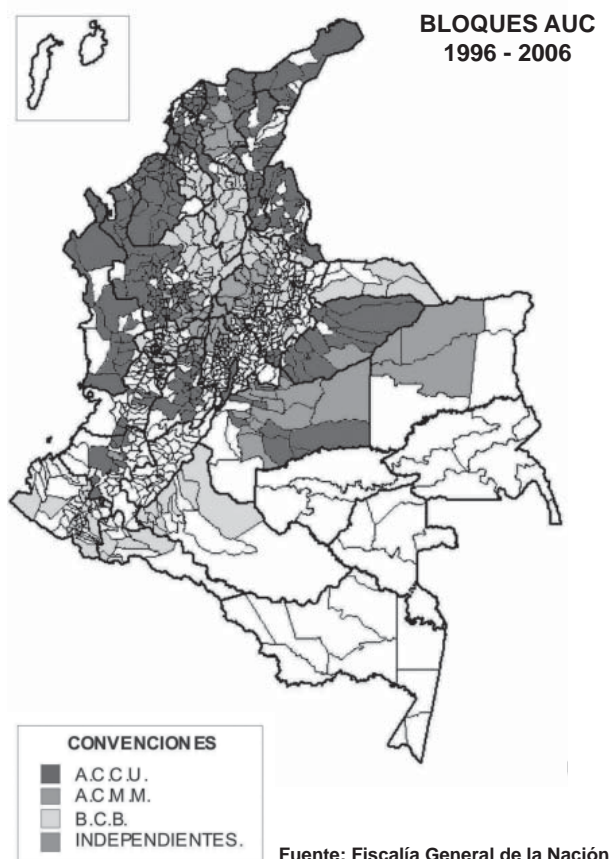 BLOQUES AUC
1996 - 2006
CONVENCIONES
A.C.C.U.
A.C.M.M.
B.C.B.
INDEPENDIENTES.
Fuente: Fiscalía General de la Nación